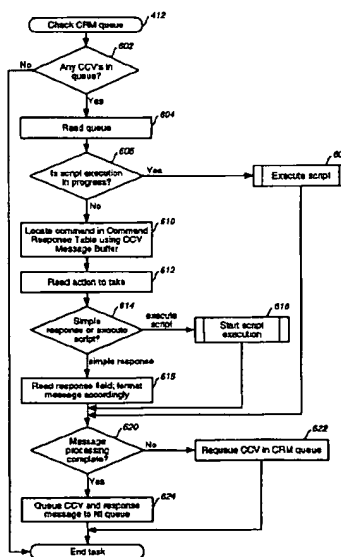 Check CRM queue
412
602
No
Any CCV's in
queue?
Yes
604
Read queue
606
Is script execution
in progress?
Yes
Execute script
No
610
Locate command in Command
Response Table using CCV
Message Buffer
612
Read action to take
614
Simple
response or execute
script?
execute
script
616
Start script
execution
simple response
Read response field; format
message accordingly
620
Message
processing
complete?
No
622
Requeue CCV in CRM queue
Yes
624
Queue CCV and response
message to NI queue
End task